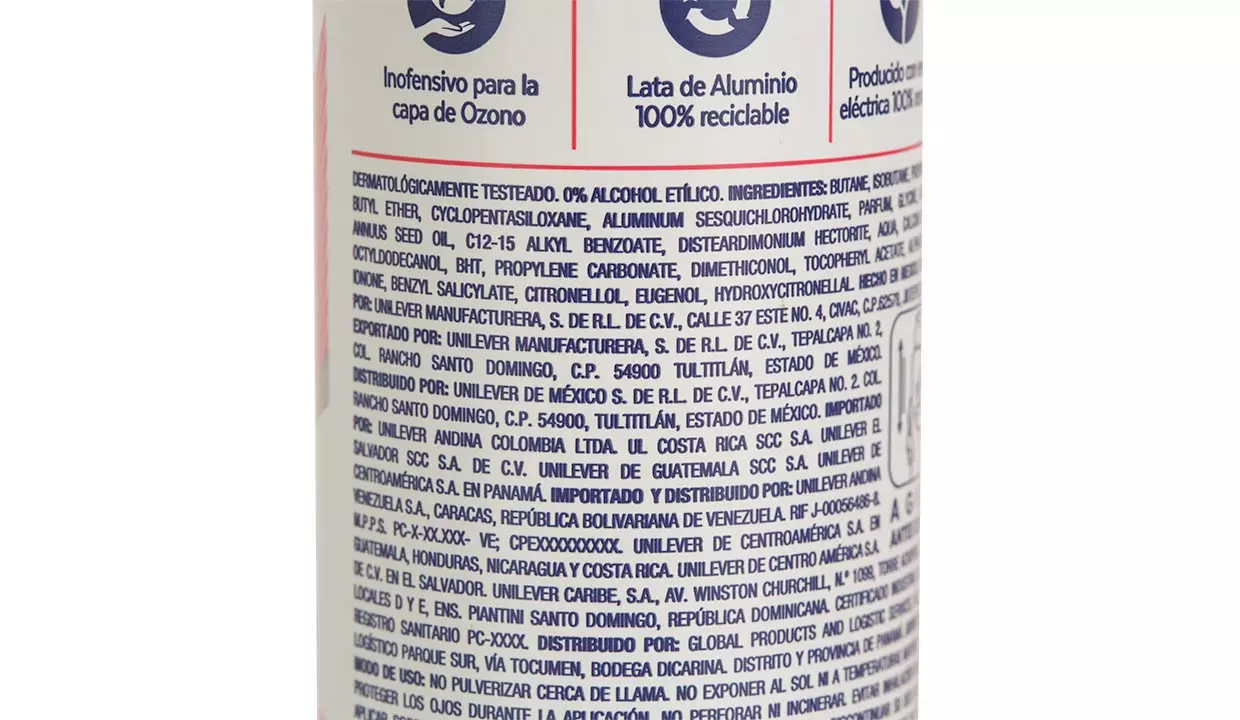 Inofensivo para la
capa de Ozono
Lata de Aluminio
100% reciclable
Producido con
eléctrica 100%
DERMATOLÓGICAMENTE TESTEADO. 0% ALCOHOL ETÍLICO. INGREDIENTES: BUTANE, ISOBUTANE,
BUTYL ETHER, CYCLOPENTASILOXANE, ALUMINUM SESQUICHLOROHYDRATE, PARFUM,
ANNUUS SEED OIL, C12-15 ALKYL BENZOATE, DISTEARDIMONIUM HECTORITE, AQUA,
OCTYLDODECANOL, BHT, PROPYLENE CARBONATE, DIMETHICONOL, TOCOPHERYL ACETATE,
IONONE, BENZYL SALICYLATE, CITRONELLOL, EUGENOL, HYDROXYCITRONELLAL. HECHO EN
POR: UNILEVER MANUFACTURERA, S. DE R.L. DE C.V., CALLE 37 ESTE NO. 4, CIVAC, C.P.62578,
EXPORTADO POR: UNILEVER MANUFACTURERA, S. DE R.L. DE C.V., TEPALCAPA NO. 2,
COL. RANCHO SANTO DOMINGO, C.P. 54900 TULTITLÁN, ESTADO DE MÉXICO.
DISTRIBUIDO POR: UNILEVER DE MÉXICO S. DE R.L. DE C.V., TEPALCAPA NO. 2. COL.
RANCHO SANTO DOMINGO, C.P. 54900, TULTITLÁN, ESTADO DE MÉXICO. IMPORTADO
POR: UNILEVER ANDINA COLOMBIA LTDA. UL COSTA RICA SCC S.A. UNILEVER EL
SALVADOR SCC S.A. DE C.V. UNILEVER DE GUATEMALA SCC S.A. UNILEVER DE
CENTROAMÉRICA S.A. EN PANAMÁ. IMPORTADO Y DISTRIBUIDO POR: UNILEVER ANDINA
VENEZUELA S.A., CARACAS, REPÚBLICA BOLIVARIANA DE VENEZUELA. RIF J-00056486-8.
M.P.P.S. PC-X-XX.XXX- VE; CPEXXXXXXXXX. UNILEVER DE CENTROAMÉRICA S.A. EN
GUATEMALA, HONDURAS, NICARAGUA Y COSTA RICA. UNILEVER DE CENTRO AMÉRICA S.A.
DE C.V. EN EL SALVADOR. UNILEVER CARIBE, S.A., AV. WINSTON CHURCHILL, N.º 1099, TORRE
LOCALES D Y E, ENS. PIANTINI SANTO DOMINGO, REPÚBLICA DOMINICANA. CERTIFICADO
REGISTRO SANITARIO PC-XXXX. DISTRIBUIDO POR: GLOBAL PRODUCTS AND LOGISTIC
LOGÍSTICO PARQUE SUR, VÍA TOCUMEN, BODEGA DICARINA. DISTRITO Y PROVINCIA DE PANAMÁ.
MODO DE USO: NO PULVERIZAR CERCA DE LLAMA. NO EXPONER AL SOL NI A TEMPERATURAS
PROTEGER LOS OJOS DURANTE LA APLICACIÓN. NO PERFORAR NI INCINERAR. EVITAR
A G